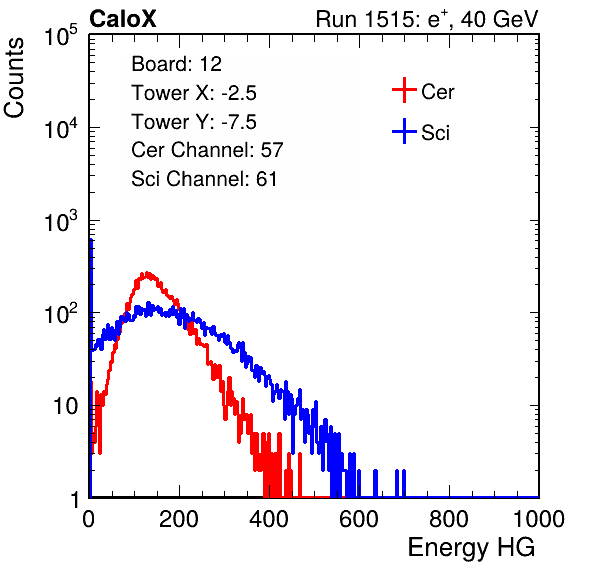 CaloX Run 1515: e⁺, 40 GeV
Counts
10⁵
10⁴
10³
10²
10
1
Board: 12
Tower X: -2.5
Tower Y: -7.5
Cer Channel: 57
Sci Channel: 61
Cer
Sci
0 200 400 600 800 1000
Energy HG